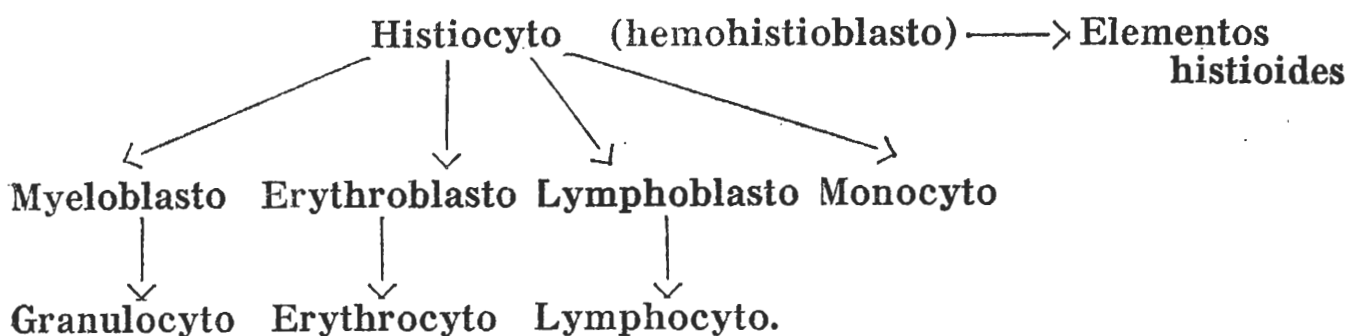 Histiocyto (hemohistioblasto) Elementos
histioides
Myeloblasto Erythroblasto Lymphoblasto Monocyto
Granulocyto Erythrocyto Lymphocyto.